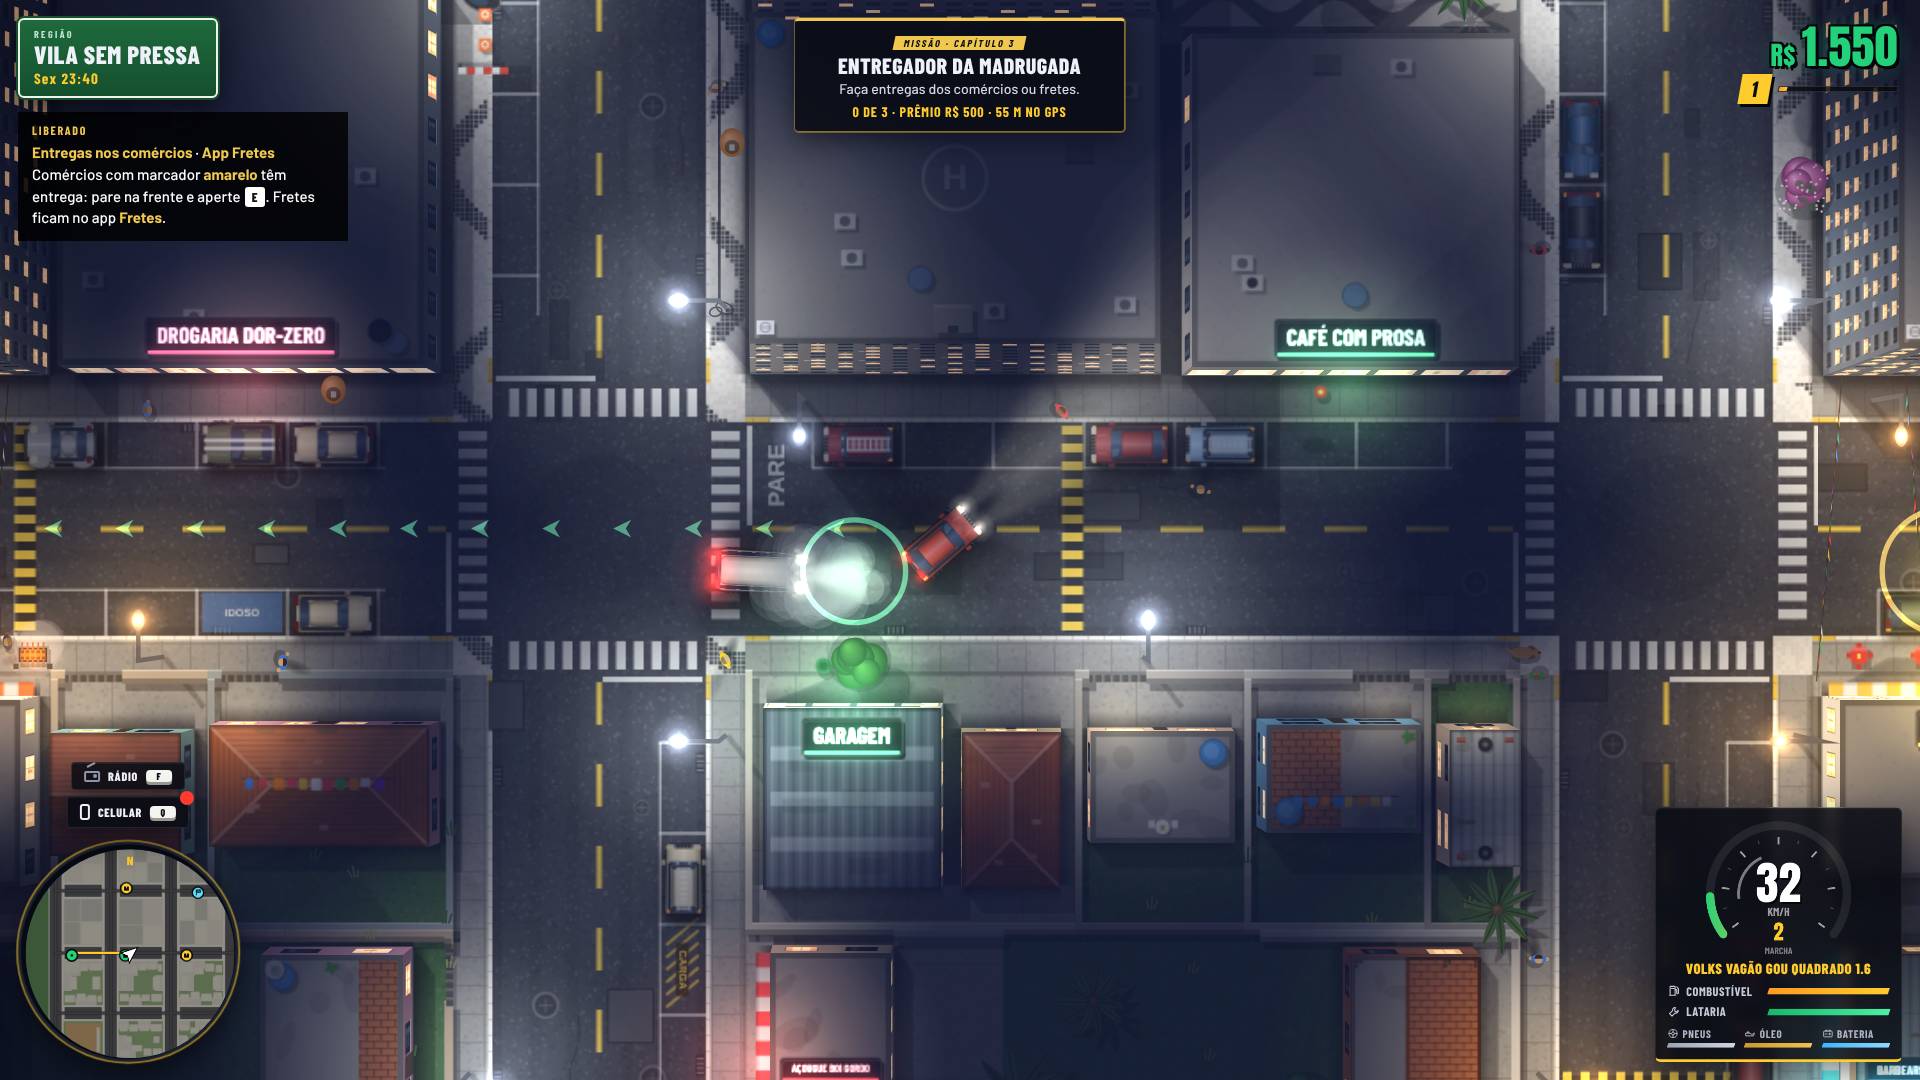 REGIÃO
VILA SEM PRESSA
Sex 23:40
LIBERADO
Entregas nos comércios · App Fretes
Comércios com marcador amarelo têm
entrega: pare na frente e aperte E. Fretes
ficam no app Fretes.
MISSÃO · CAPÍTULO 3
ENTREGADOR DA MADRUGADA
Faça entregas dos comércios ou fretes.
0 DE 3 · PRÊMIO R$ 500 · 55 M NO GPS
R$ 1.550
1
H
DROGARIA DOR-ZERO
CAFÉ COM PROSA
PARE
IDOSO
GARAGEM
RÁDIO F
CELULAR Q
N
M
P
M
CARGA
32
KM/H
2
MARCHA
VOLKS VAGÃO GOU QUADRADO 1.6
COMBUSTÍVEL
LATARIA
PNEUS ÓLEO BATERIA